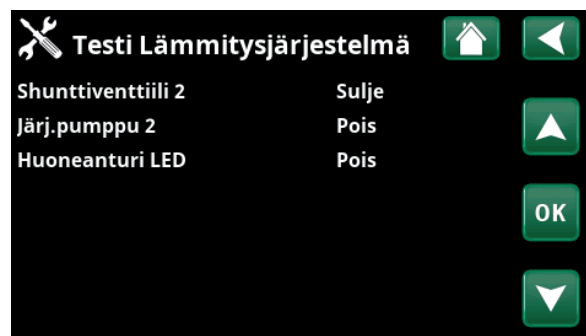 Testi Lämmitysjärjestelmä
Shunttiventtiili 2 Sulje
Järj.pumppu 2 Pois
Huoneanturi LED Pois
OK